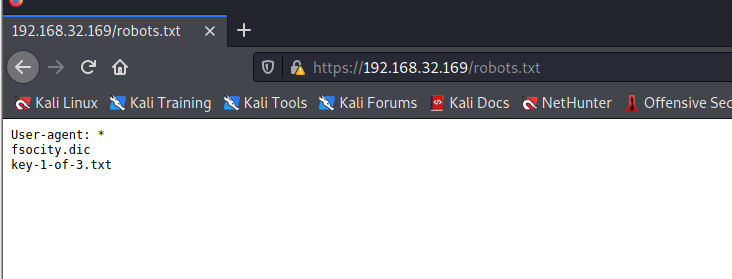 192.168.32.169/robots.txt
https://192.168.32.169/robots.txt
Kali Linux Kali Training Kali Tools Kali Forums Kali Docs NetHunter Offensive Sec
User-agent: *
fsocity.dic
key-1-of-3.txt